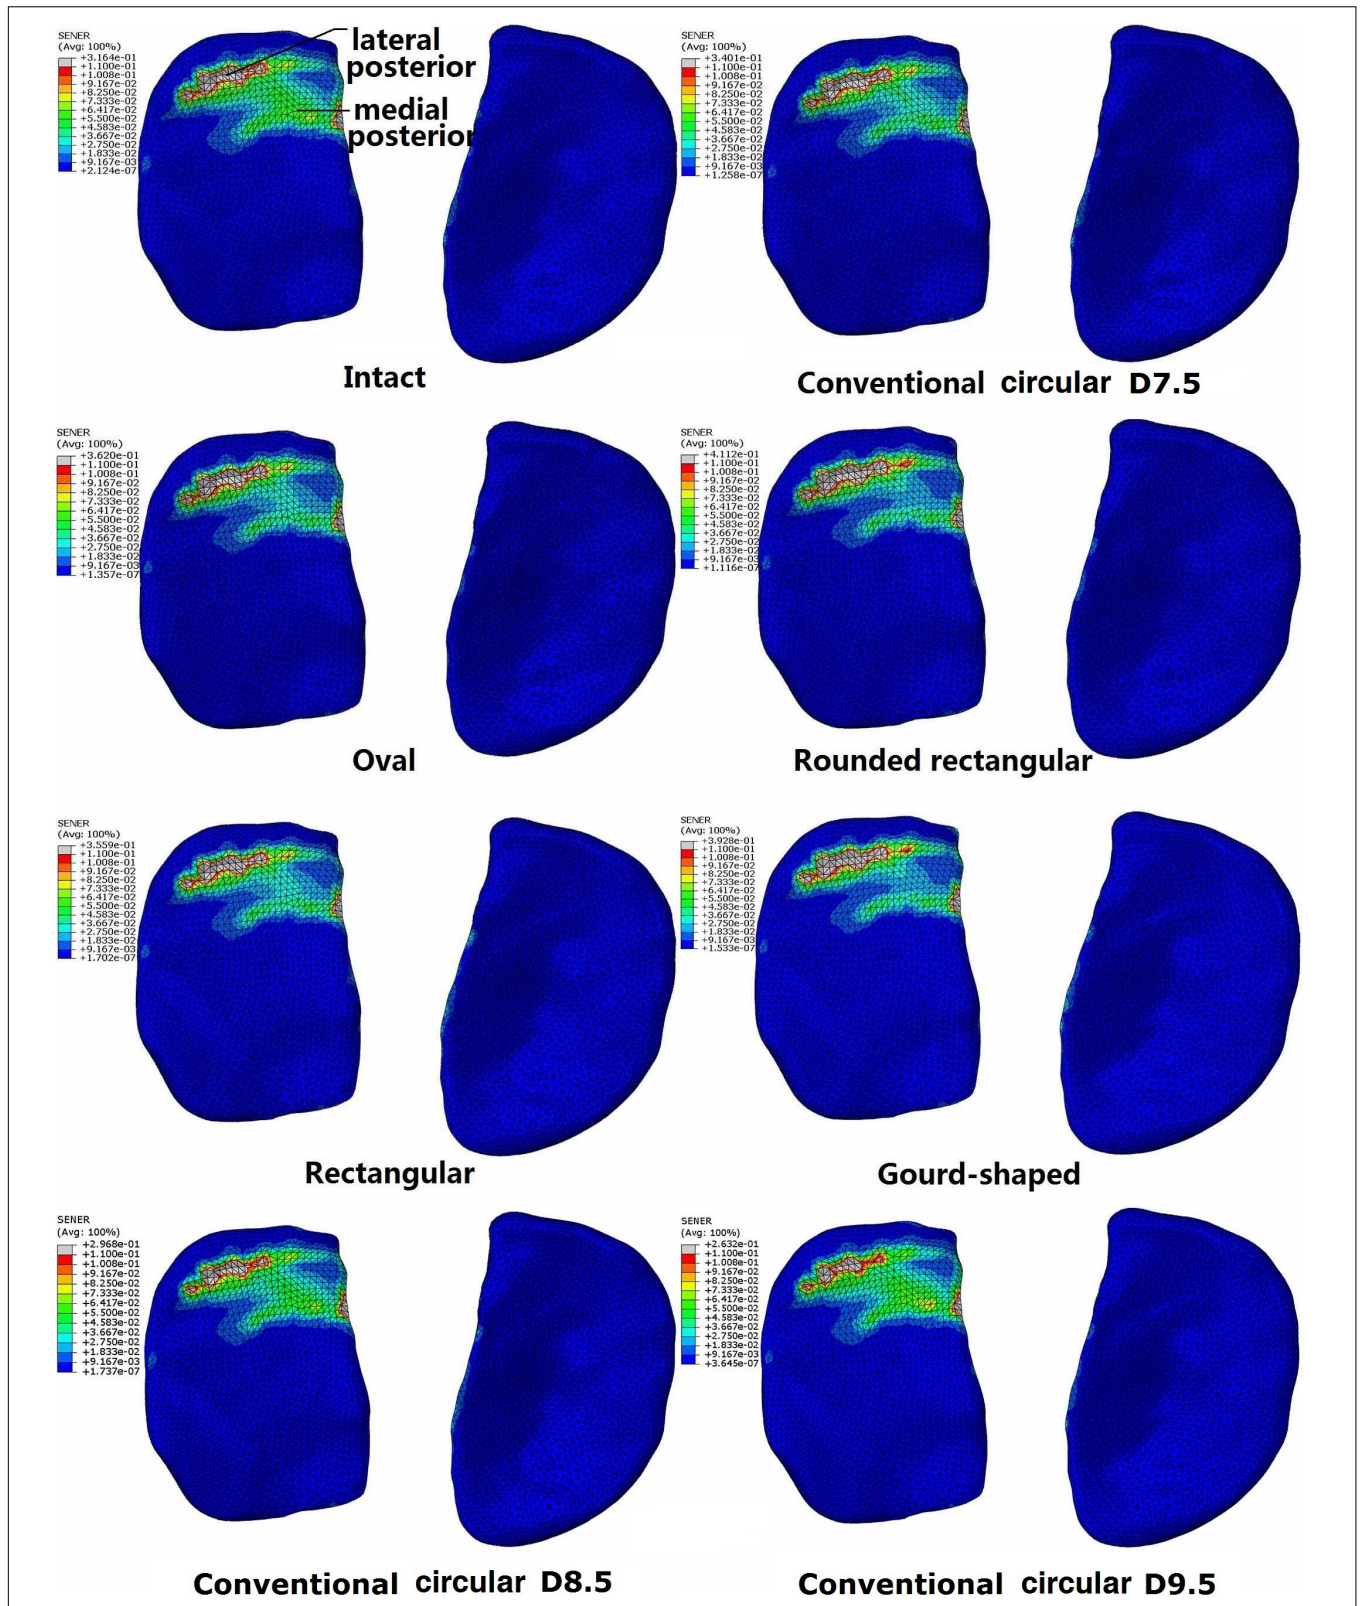 SENER
(Avg: 100%)
+3.164e-01
+1.100e-01
+1.008e-01
+9.167e-02
+8.250e-02
+7.333e-02
+6.417e-02
+5.500e-02
+4.583e-02
+3.667e-02
+2.750e-02
+1.833e-02
+9.167e-03
+2.124e-07
lateral
posterior
medial
posterior
Intact
SENER
(Avg: 100%)
+3.401e-01
+1.100e-01
+1.008e-01
+9.167e-02
+8.250e-02
+7.333e-02
+6.417e-02
+5.500e-02
+4.583e-02
+3.667e-02
+2.750e-02
+1.833e-02
+9.167e-03
+1.258e-07
Conventional circular D7.5
SENER
(Avg: 100%)
+3.620e-01
+1.100e-01
+1.008e-01
+9.167e-02
+8.250e-02
+7.333e-02
+6.417e-02
+5.500e-02
+4.583e-02
+3.667e-02
+2.750e-02
+1.833e-02
+9.167e-03
+1.357e-07
Oval
SENER
(Avg: 100%)
+4.112e-01
+1.100e-01
+1.008e-01
+9.167e-02
+8.250e-02
+7.333e-02
+6.417e-02
+5.500e-02
+4.583e-02
+3.667e-02
+2.750e-02
+1.833e-02
+9.167e-03
+1.116e-07
Rounded rectangular
SENER
(Avg: 100%)
+3.559e-01
+1.100e-01
+1.008e-01
+9.167e-02
+8.250e-02
+7.333e-02
+6.417e-02
+5.500e-02
+4.583e-02
+3.667e-02
+2.750e-02
+1.833e-02
+9.167e-03
+1.702e-07
Rectangular
SENER
(Avg: 100%)
+3.928e-01
+1.100e-01
+1.008e-01
+9.167e-02
+8.250e-02
+7.333e-02
+6.417e-02
+5.500e-02
+4.583e-02
+3.667e-02
+2.750e-02
+1.833e-02
+9.167e-03
+1.533e-07
Gourd-shaped
SENER
(Avg: 100%)
+2.968e-01
+1.100e-01
+1.008e-01
+9.167e-02
+8.250e-02
+7.333e-02
+6.417e-02
+5.500e-02
+4.583e-02
+3.667e-02
+2.750e-02
+1.833e-02
+9.167e-03
+1.737e-07
Conventional circular D8.5
SENER
(Avg: 100%)
+2.632e-01
+1.100e-01
+1.008e-01
+9.167e-02
+8.250e-02
+7.333e-02
+6.417e-02
+5.500e-02
+4.583e-02
+3.667e-02
+2.750e-02
+1.833e-02
+9.167e-03
+3.645e-07
Conventional circular D9.5